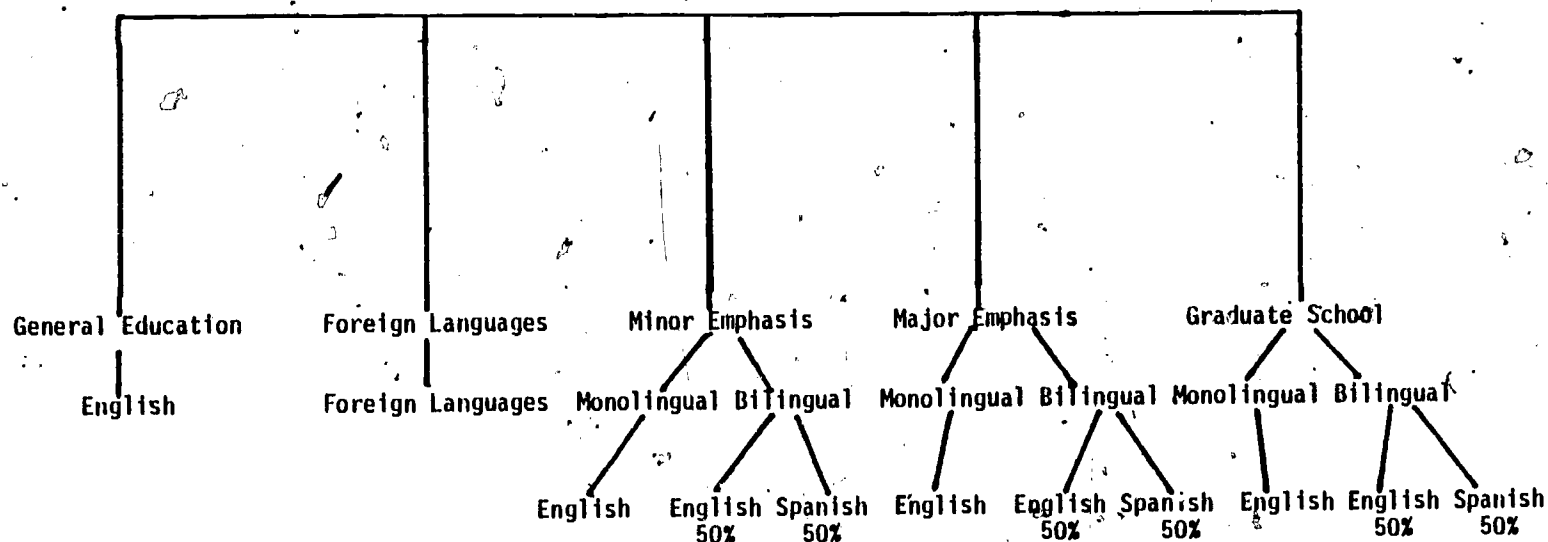 General Education Foreign Languages Minor Emphasis Major Emphasis Graduate School
English Foreign Languages Monolingual Bilingual Monolingual Bilingual Monolingual Bilingual
English English Spanish English English Spanish English English Spanish
50% 50% 50% 50% 50% 50%